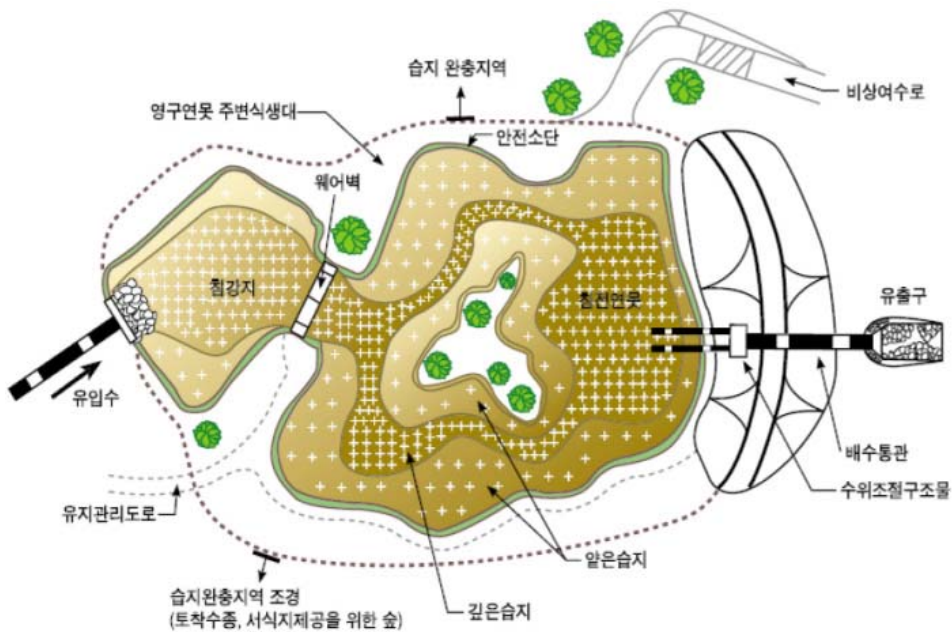 습지 완충지역
비상여수로
영구연못 주변식생대
안전소단
웨어벽
침강지
침전연못
유출구
유입수
배수통관
수위조절구조물
유지관리도로
얕은습지
깊은습지
습지완충지역 조경
(토착수종, 서식지제공을 위한 숲)